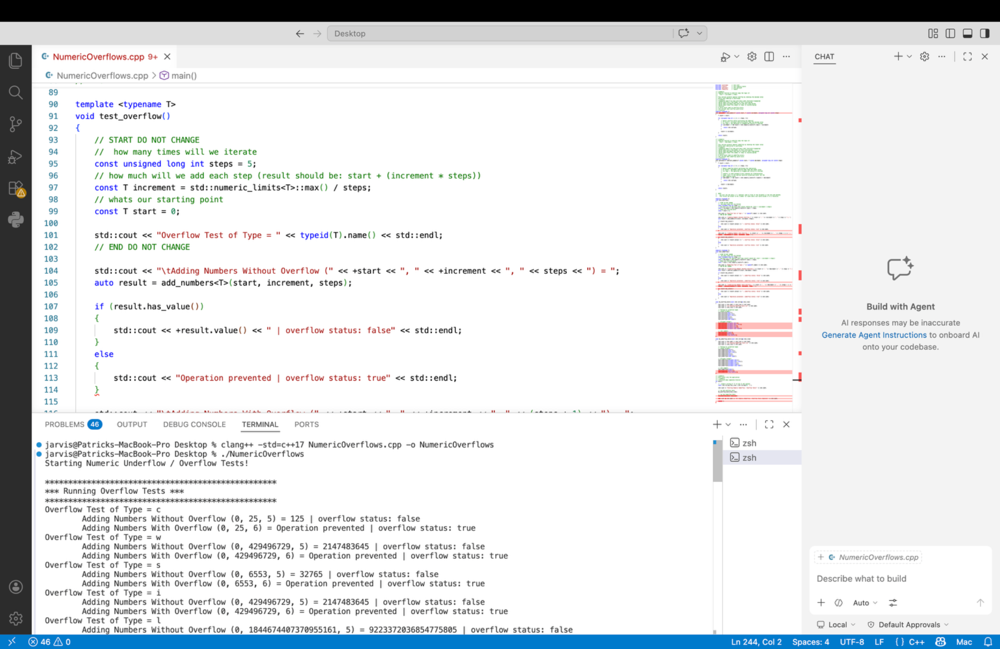 Desktop
NumericOverflows.cpp 9+
NumericOverflows.cpp > main()
89
90 template <typename T>
91 void test_overflow()
92 {
93 // START DO NOT CHANGE
94 //  how many times will we iterate
95 const unsigned long int steps = 5;
96 // how much will we add each step (result should be: start + (increment * steps))
97 const T increment = std::numeric_limits<T>::max() / steps;
98 // whats our starting point
99 const T start = 0;
100
101 std::cout << "Overflow Test of Type = " << typeid(T).name() << std::endl;
102 // END DO NOT CHANGE
103
104 std::cout << "\tAdding Numbers Without Overflow (" << +start << ", " << +increment << ", " << steps << ") = ";
105 auto result = add_numbers<T>(start, increment, steps);
106
107 if (result.has_value())
108 {
109 std::cout << +result.value() << " | overflow status: false" << std::endl;
110 }
111 else
112 {
113 std::cout << "Operation prevented | overflow status: true" << std::endl;
114 }
115
PROBLEMS 46 OUTPUT DEBUG CONSOLE TERMINAL PORTS
jarvis@Patricks-MacBook-Pro Desktop % clang++ -std=c++17 NumericOverflows.cpp -o NumericOverflows
jarvis@Patricks-MacBook-Pro Desktop % ./NumericOverflows
Starting Numeric Underflow / Overflow Tests!
**************************************************
*** Running Overflow Tests ***
**************************************************
Overflow Test of Type = c
Adding Numbers Without Overflow (0, 25, 5) = 125 | overflow status: false
Adding Numbers With Overflow (0, 25, 6) = Operation prevented | overflow status: true
Overflow Test of Type = w
Adding Numbers Without Overflow (0, 429496729, 5) = 2147483645 | overflow status: false
Adding Numbers With Overflow (0, 429496729, 6) = Operation prevented | overflow status: true
Overflow Test of Type = s
Adding Numbers Without Overflow (0, 6553, 5) = 32765 | overflow status: false
Adding Numbers With Overflow (0, 6553, 6) = Operation prevented | overflow status: true
Overflow Test of Type = i
Adding Numbers Without Overflow (0, 429496729, 5) = 2147483645 | overflow status: false
Adding Numbers With Overflow (0, 429496729, 6) = Operation prevented | overflow status: true
Overflow Test of Type = l
Adding Numbers Without Overflow (0, 1844674407370955161, 5) = 9223372036854775805 | overflow status: false
zsh
zsh
CHAT
Build with Agent
AI responses may be inaccurate
Generate Agent Instructions to onboard AI
onto your codebase.
NumericOverflows.cpp
Describe what to build
Auto
Local Default Approvals
46 0
Ln 244, Col 2 Spaces: 4 UTF-8 LF { } C++ Mac